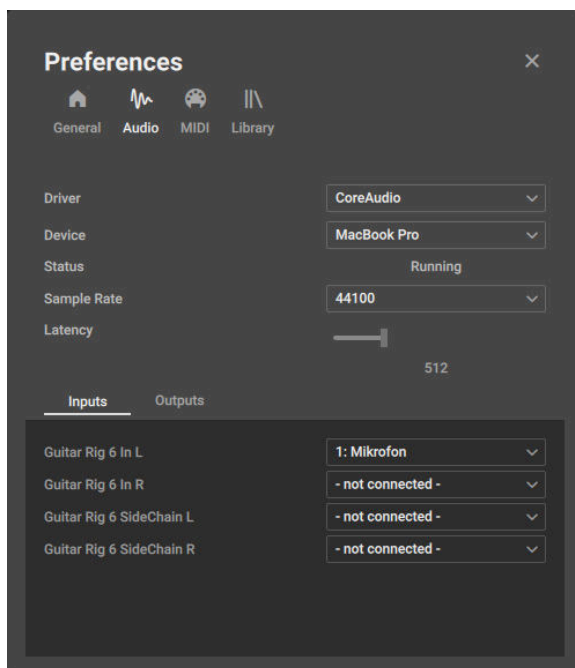 Preferences
General Audio MIDI Library
Driver CoreAudio
Device MacBook Pro
Status Running
Sample Rate 44100
Latency
512
Inputs Outputs
Guitar Rig 6 In L 1: Mikrofon
Guitar Rig 6 In R - not connected -
Guitar Rig 6 SideChain L - not connected -
Guitar Rig 6 SideChain R - not connected -